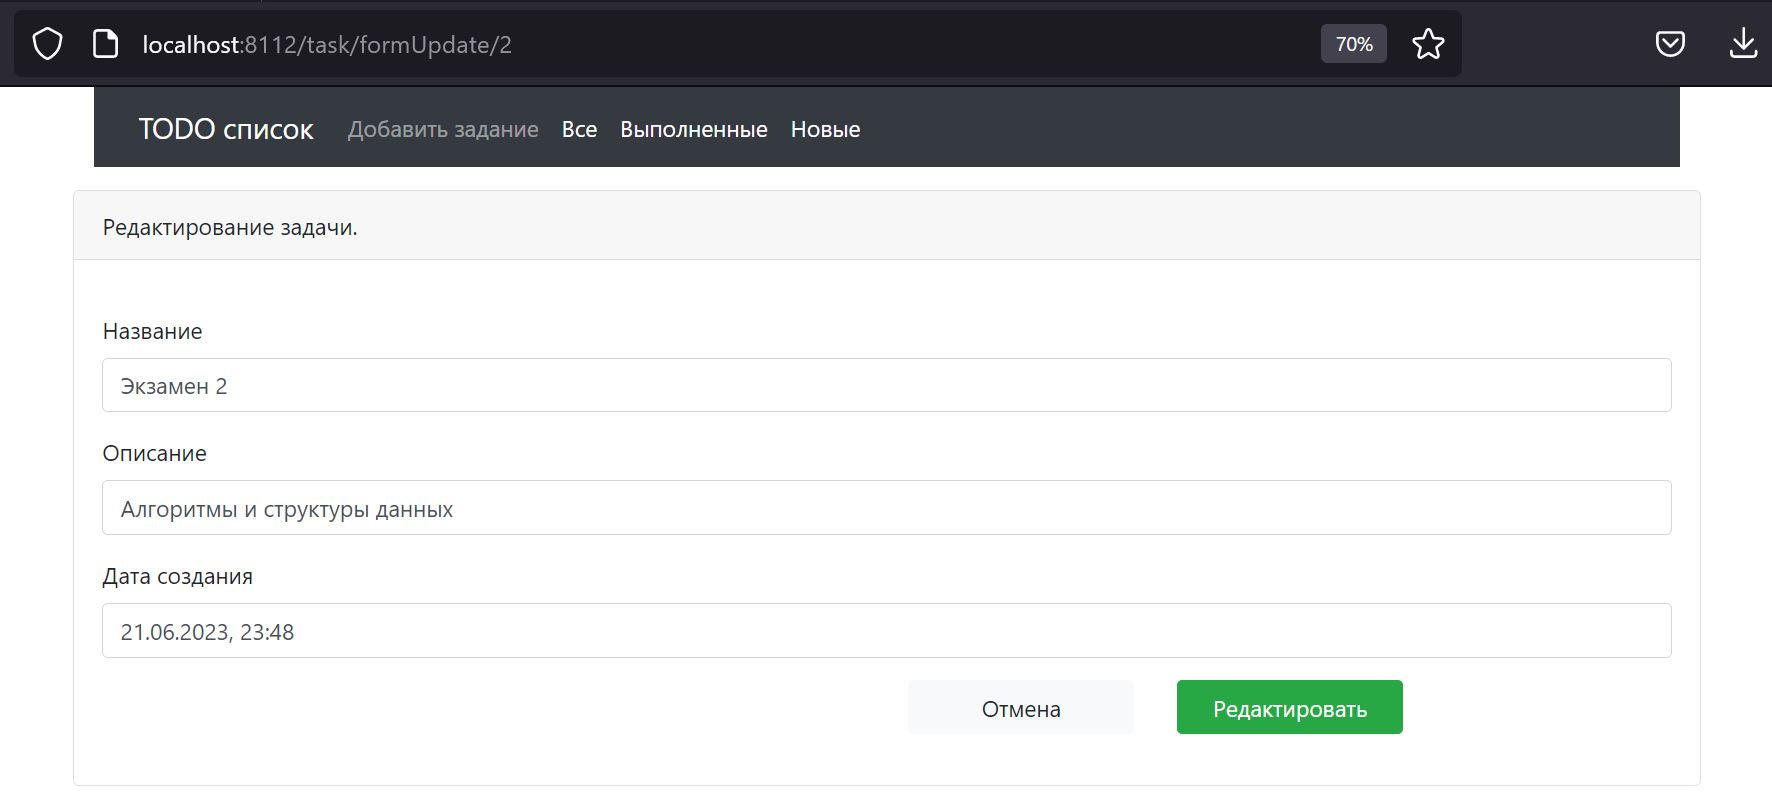 localhost:8112/task/formUpdate/2 70%
TODO список Добавить задание Все Выполненные Новые
Редактирование задачи.
Название
Экзамен 2
Описание
Алгоритмы и структуры данных
Дата создания
21.06.2023, 23:48
Отмена Редактировать